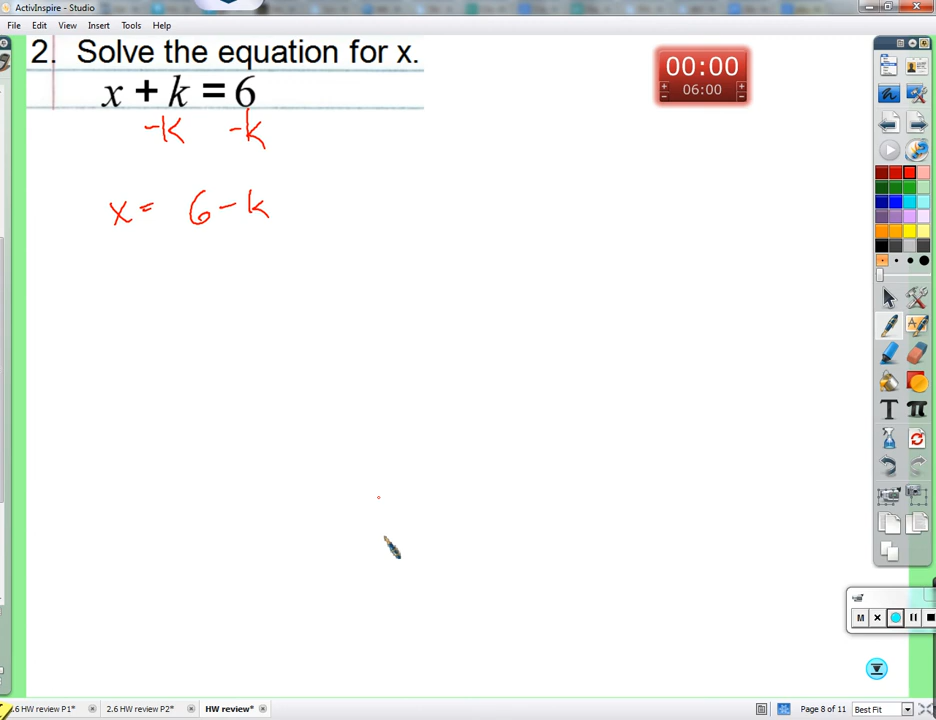 ActivInspire - Studio
File Edit View Insert Tools Help
2. Solve the equation for x.
x + k = 6
-k -k
x = 6 - k
00:00
06:00
T π
M
2.6 HW review P1*
2.6 HW review P2*
HW review*
Page 8 of 11
Best Fit